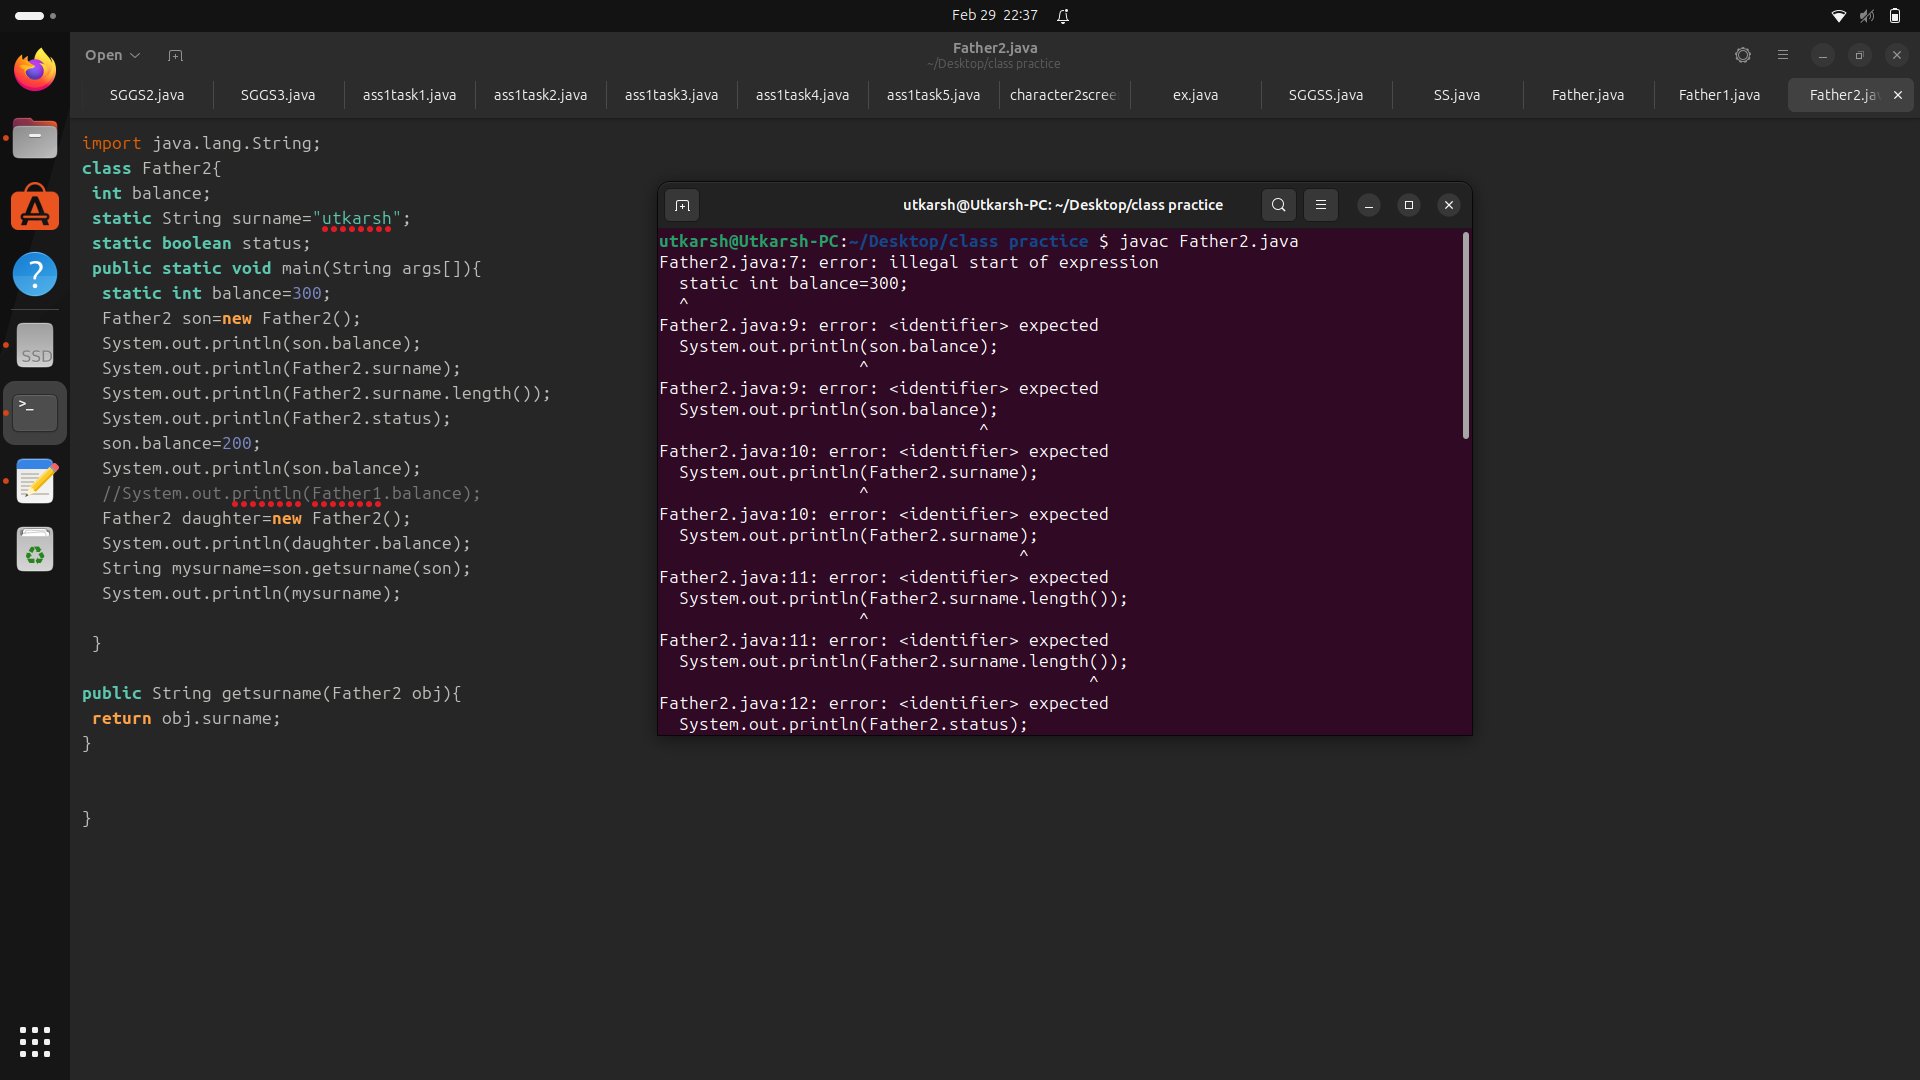 Feb 29 22:37
Open
Father2.java
~/Desktop/class practice
SGGS2.java
SGGS3.java
ass1task1.java
ass1task2.java
ass1task3.java
ass1task4.java
ass1task5.java
character2scree
ex.java
SGGSS.java
SS.java
Father.java
Father1.java
Father2.ja
import java.lang.String;
class Father2{
 int balance;
 static String surname="utkarsh";
 static boolean status;
 public static void main(String args[]){
  static int balance=300;
  Father2 son=new Father2();
  System.out.println(son.balance);
  System.out.println(Father2.surname);
  System.out.println(Father2.surname.length());
  System.out.println(Father2.status);
  son.balance=200;
  System.out.println(son.balance);
  //System.out.println(Father1.balance);
  Father2 daughter=new Father2();
  System.out.println(daughter.balance);
  String mysurname=son.getsurname(son);
  System.out.println(mysurname);
 }
public String getsurname(Father2 obj){
 return obj.surname;
}
}
SSD
utkarsh@Utkarsh-PC: ~/Desktop/class practice
utkarsh@Utkarsh-PC:~/Desktop/class practice $ javac Father2.java
Father2.java:7: error: illegal start of expression
  static int balance=300;
  ^
Father2.java:9: error: <identifier> expected
  System.out.println(son.balance);
                    ^
Father2.java:9: error: <identifier> expected
  System.out.println(son.balance);
                                ^
Father2.java:10: error: <identifier> expected
  System.out.println(Father2.surname);
                    ^
Father2.java:10: error: <identifier> expected
  System.out.println(Father2.surname);
                                    ^
Father2.java:11: error: <identifier> expected
  System.out.println(Father2.surname.length());
                    ^
Father2.java:11: error: <identifier> expected
  System.out.println(Father2.surname.length());
                                           ^
Father2.java:12: error: <identifier> expected
  System.out.println(Father2.status);